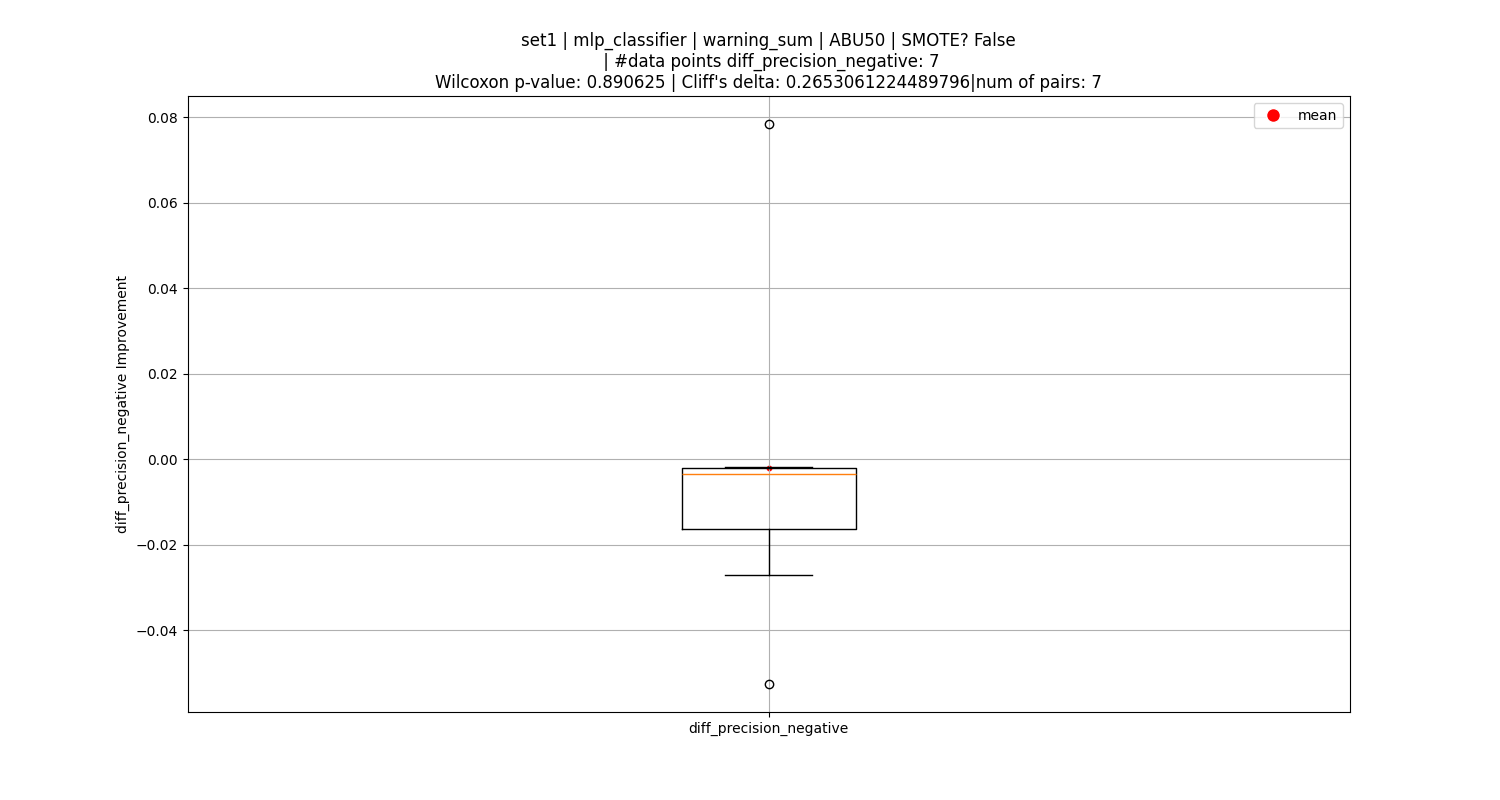 set1 | mlp_classifier | warning_sum | ABU50 | SMOTE? False
| #data points diff_precision_negative: 7
Wilcoxon p-value: 0.890625 | Cliff's delta: 0.2653061224489796|num of pairs: 7
mean
0.08
0.06
0.04
0.02
0.00
−0.02
−0.04
diff_precision_negative Improvement
diff_precision_negative